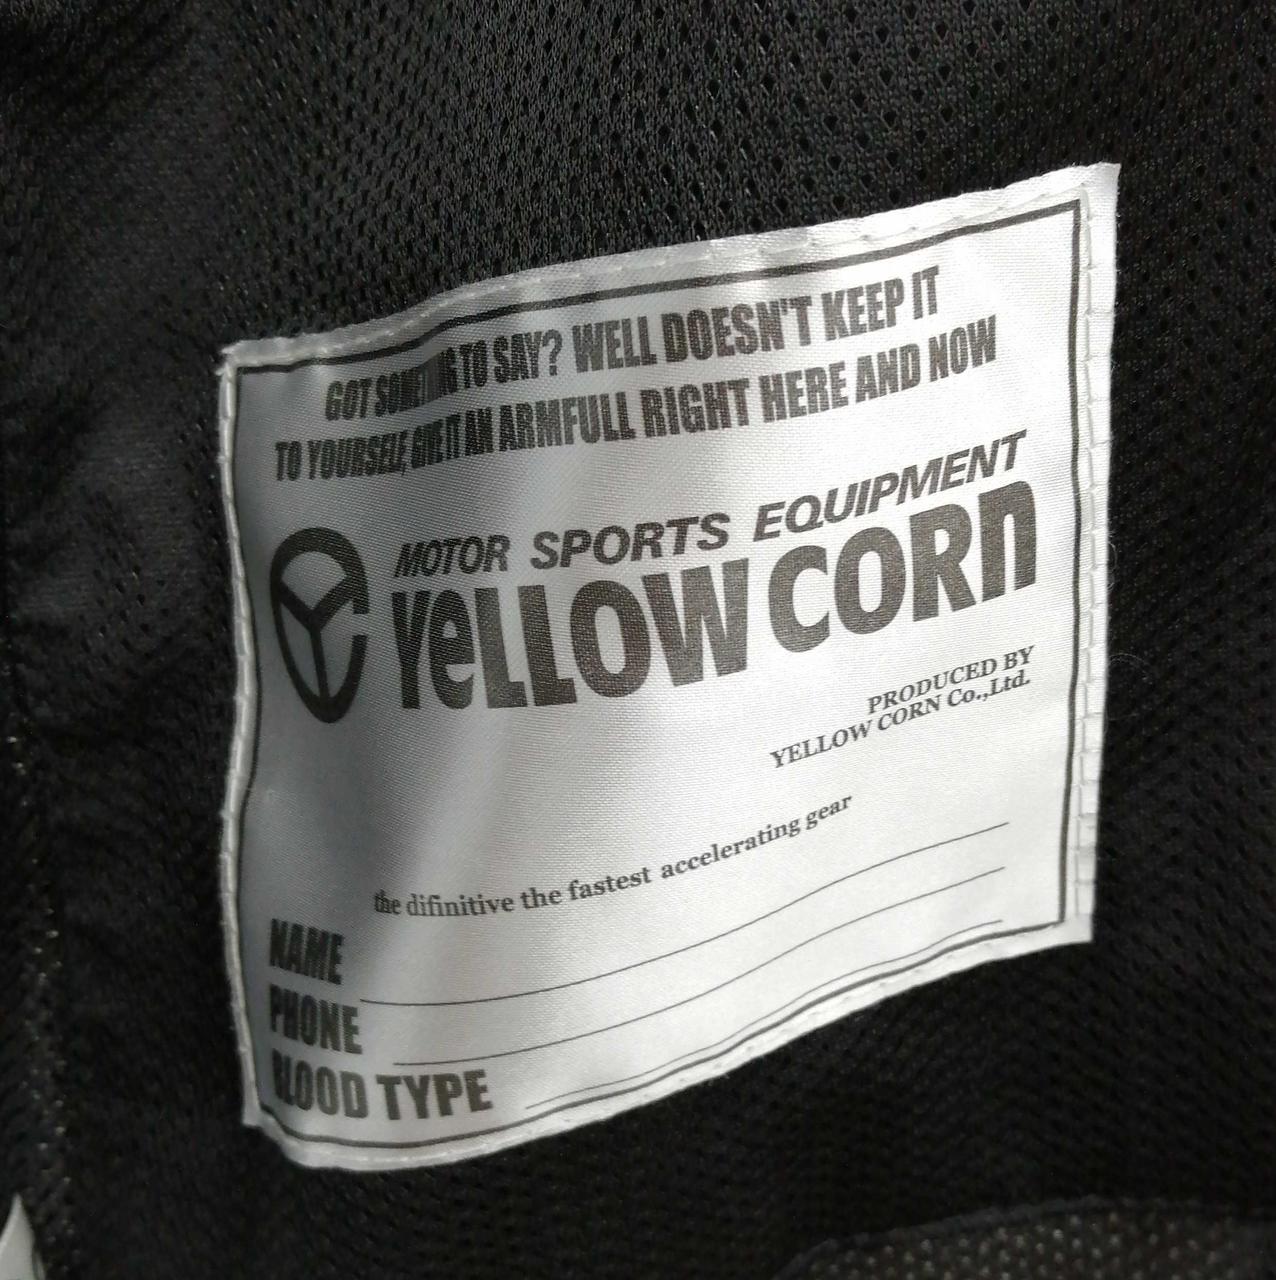 GOT SOMETHING TO SAY? WELL DOESN'T KEEP IT
TO YOURSELF, GIVE IT AN ARMFULL RIGHT HERE AND NOW
MOTOR SPORTS EQUIPMENT
YeLLOW CORn
PRODUCED BY
YELLOW CORN Co.,Ltd.
the difinitive the fastest accelerating gear
NAME
PHONE
BLOOD TYPE